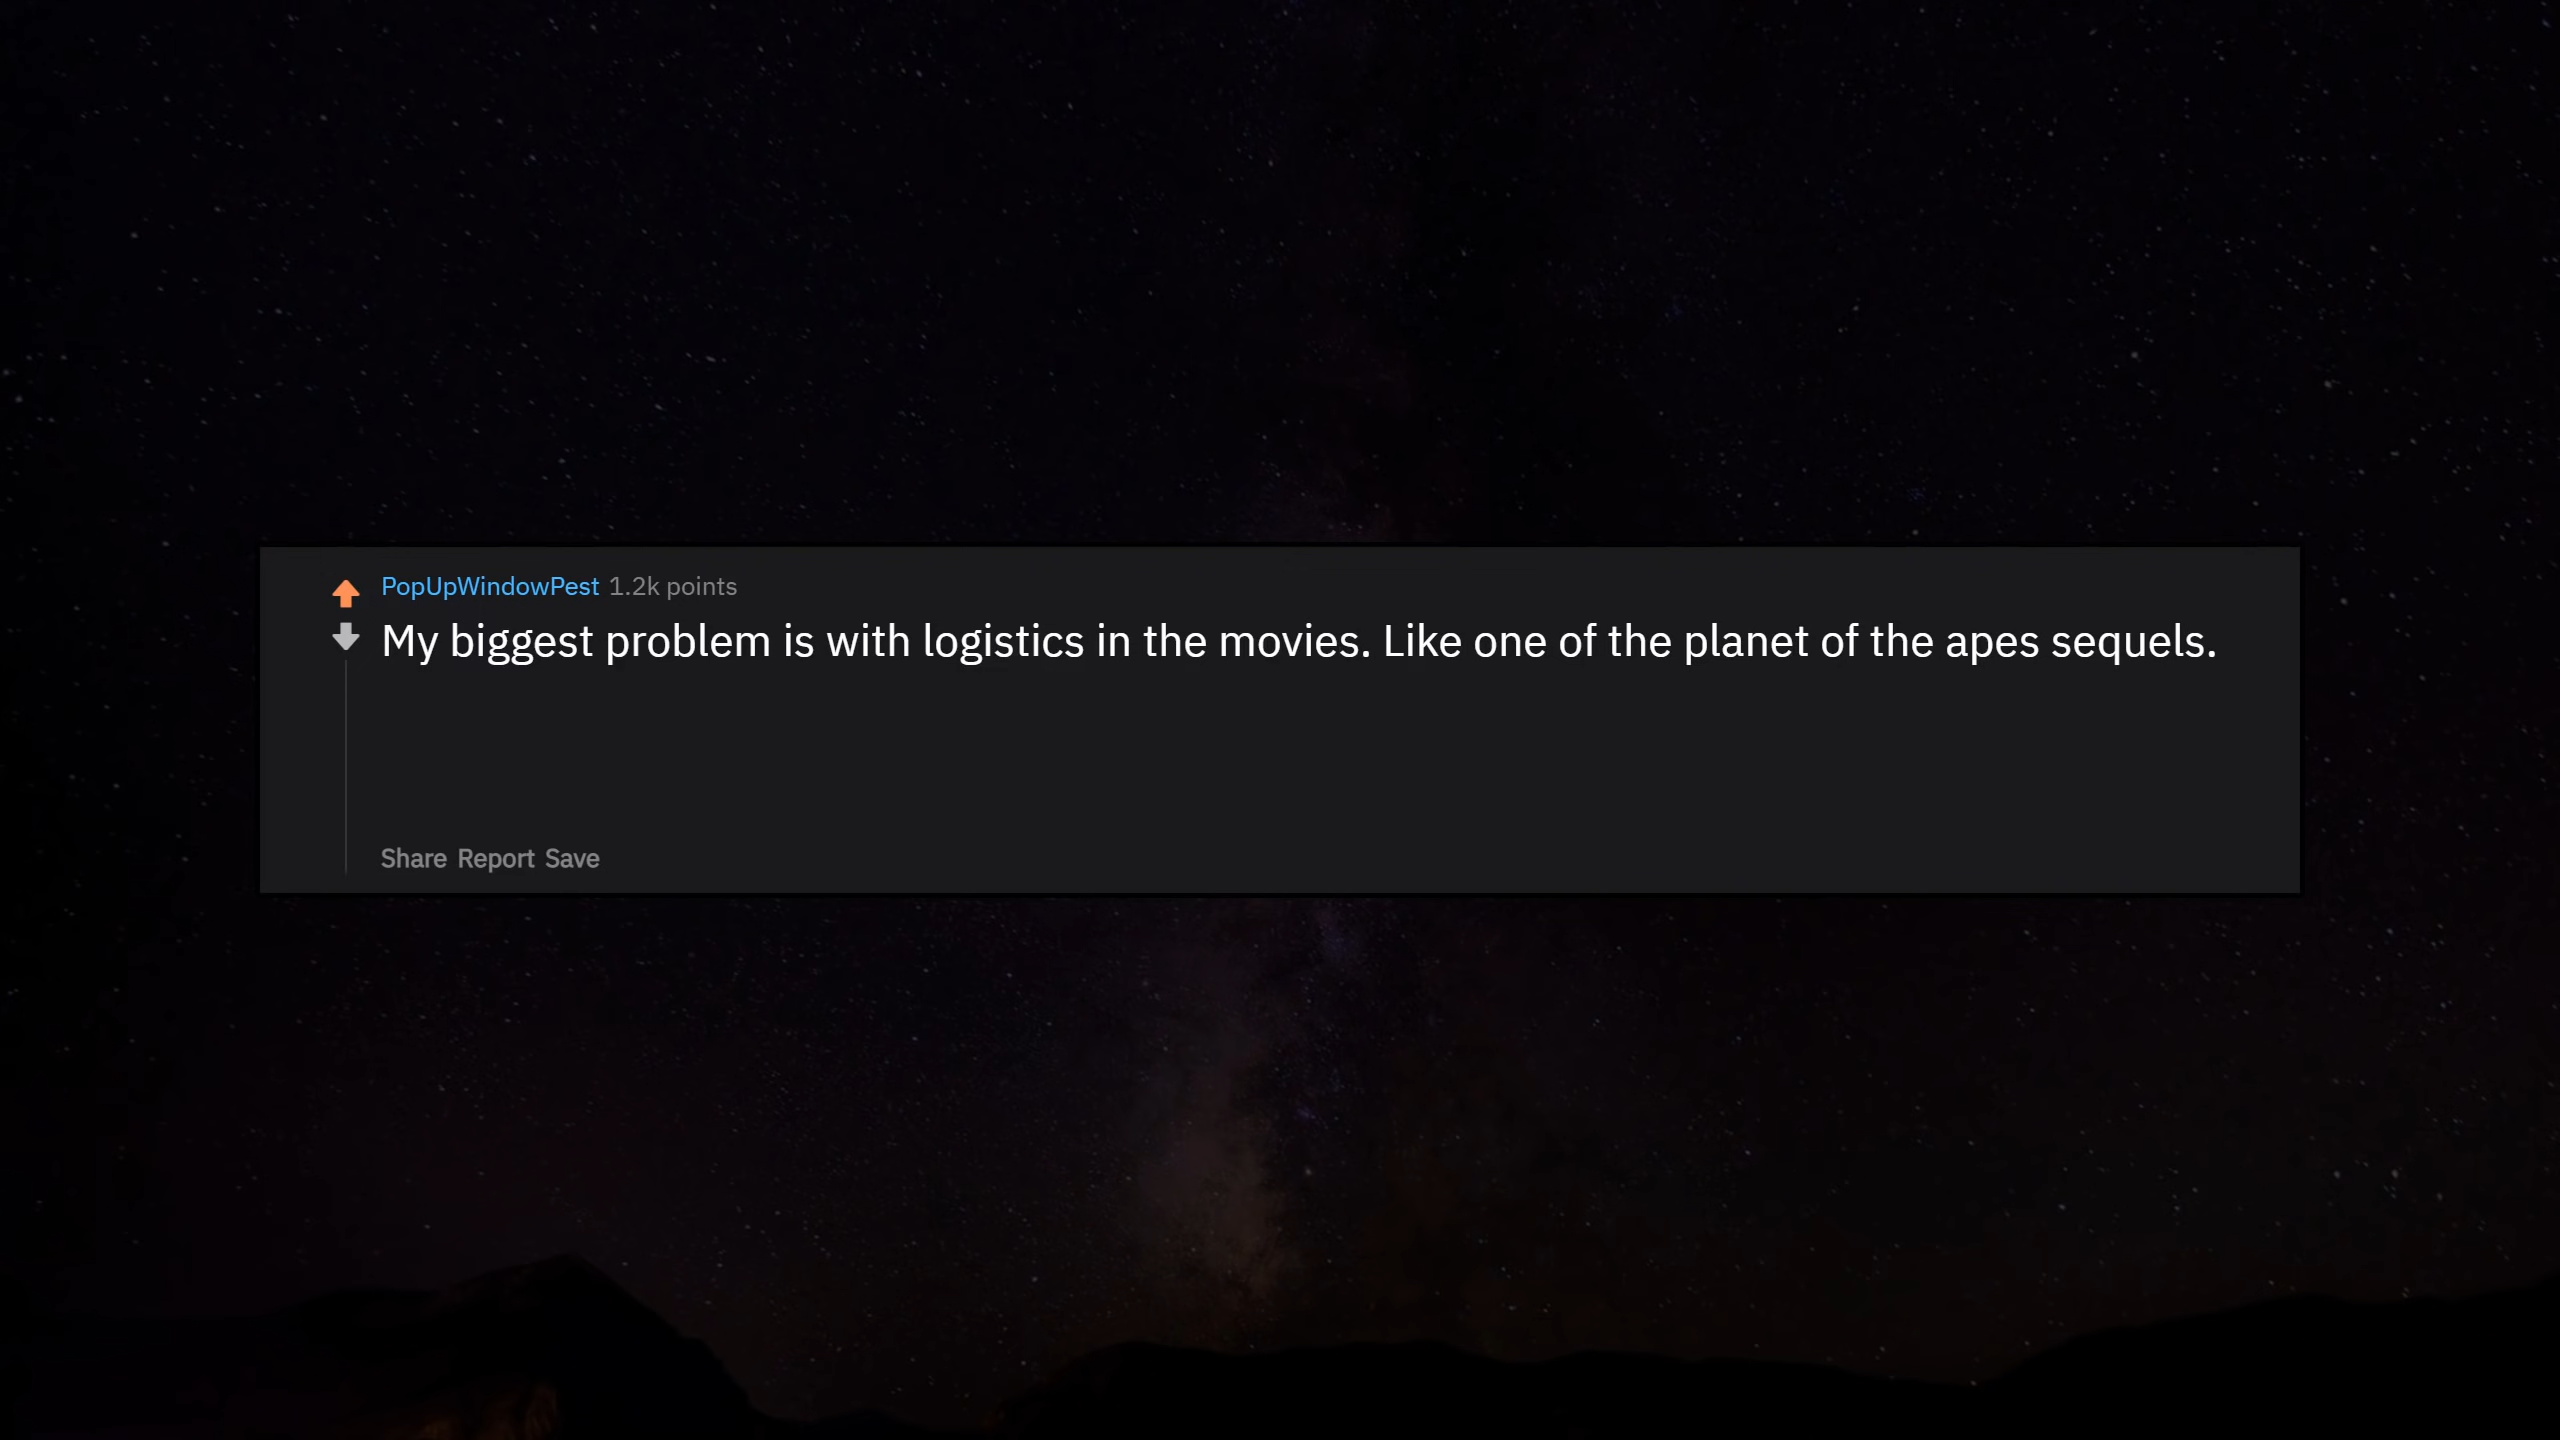 PopUpWindowPest 1.2k points
My biggest problem is with logistics in the movies. Like one of the planet of the apes sequels.
Share Report Save